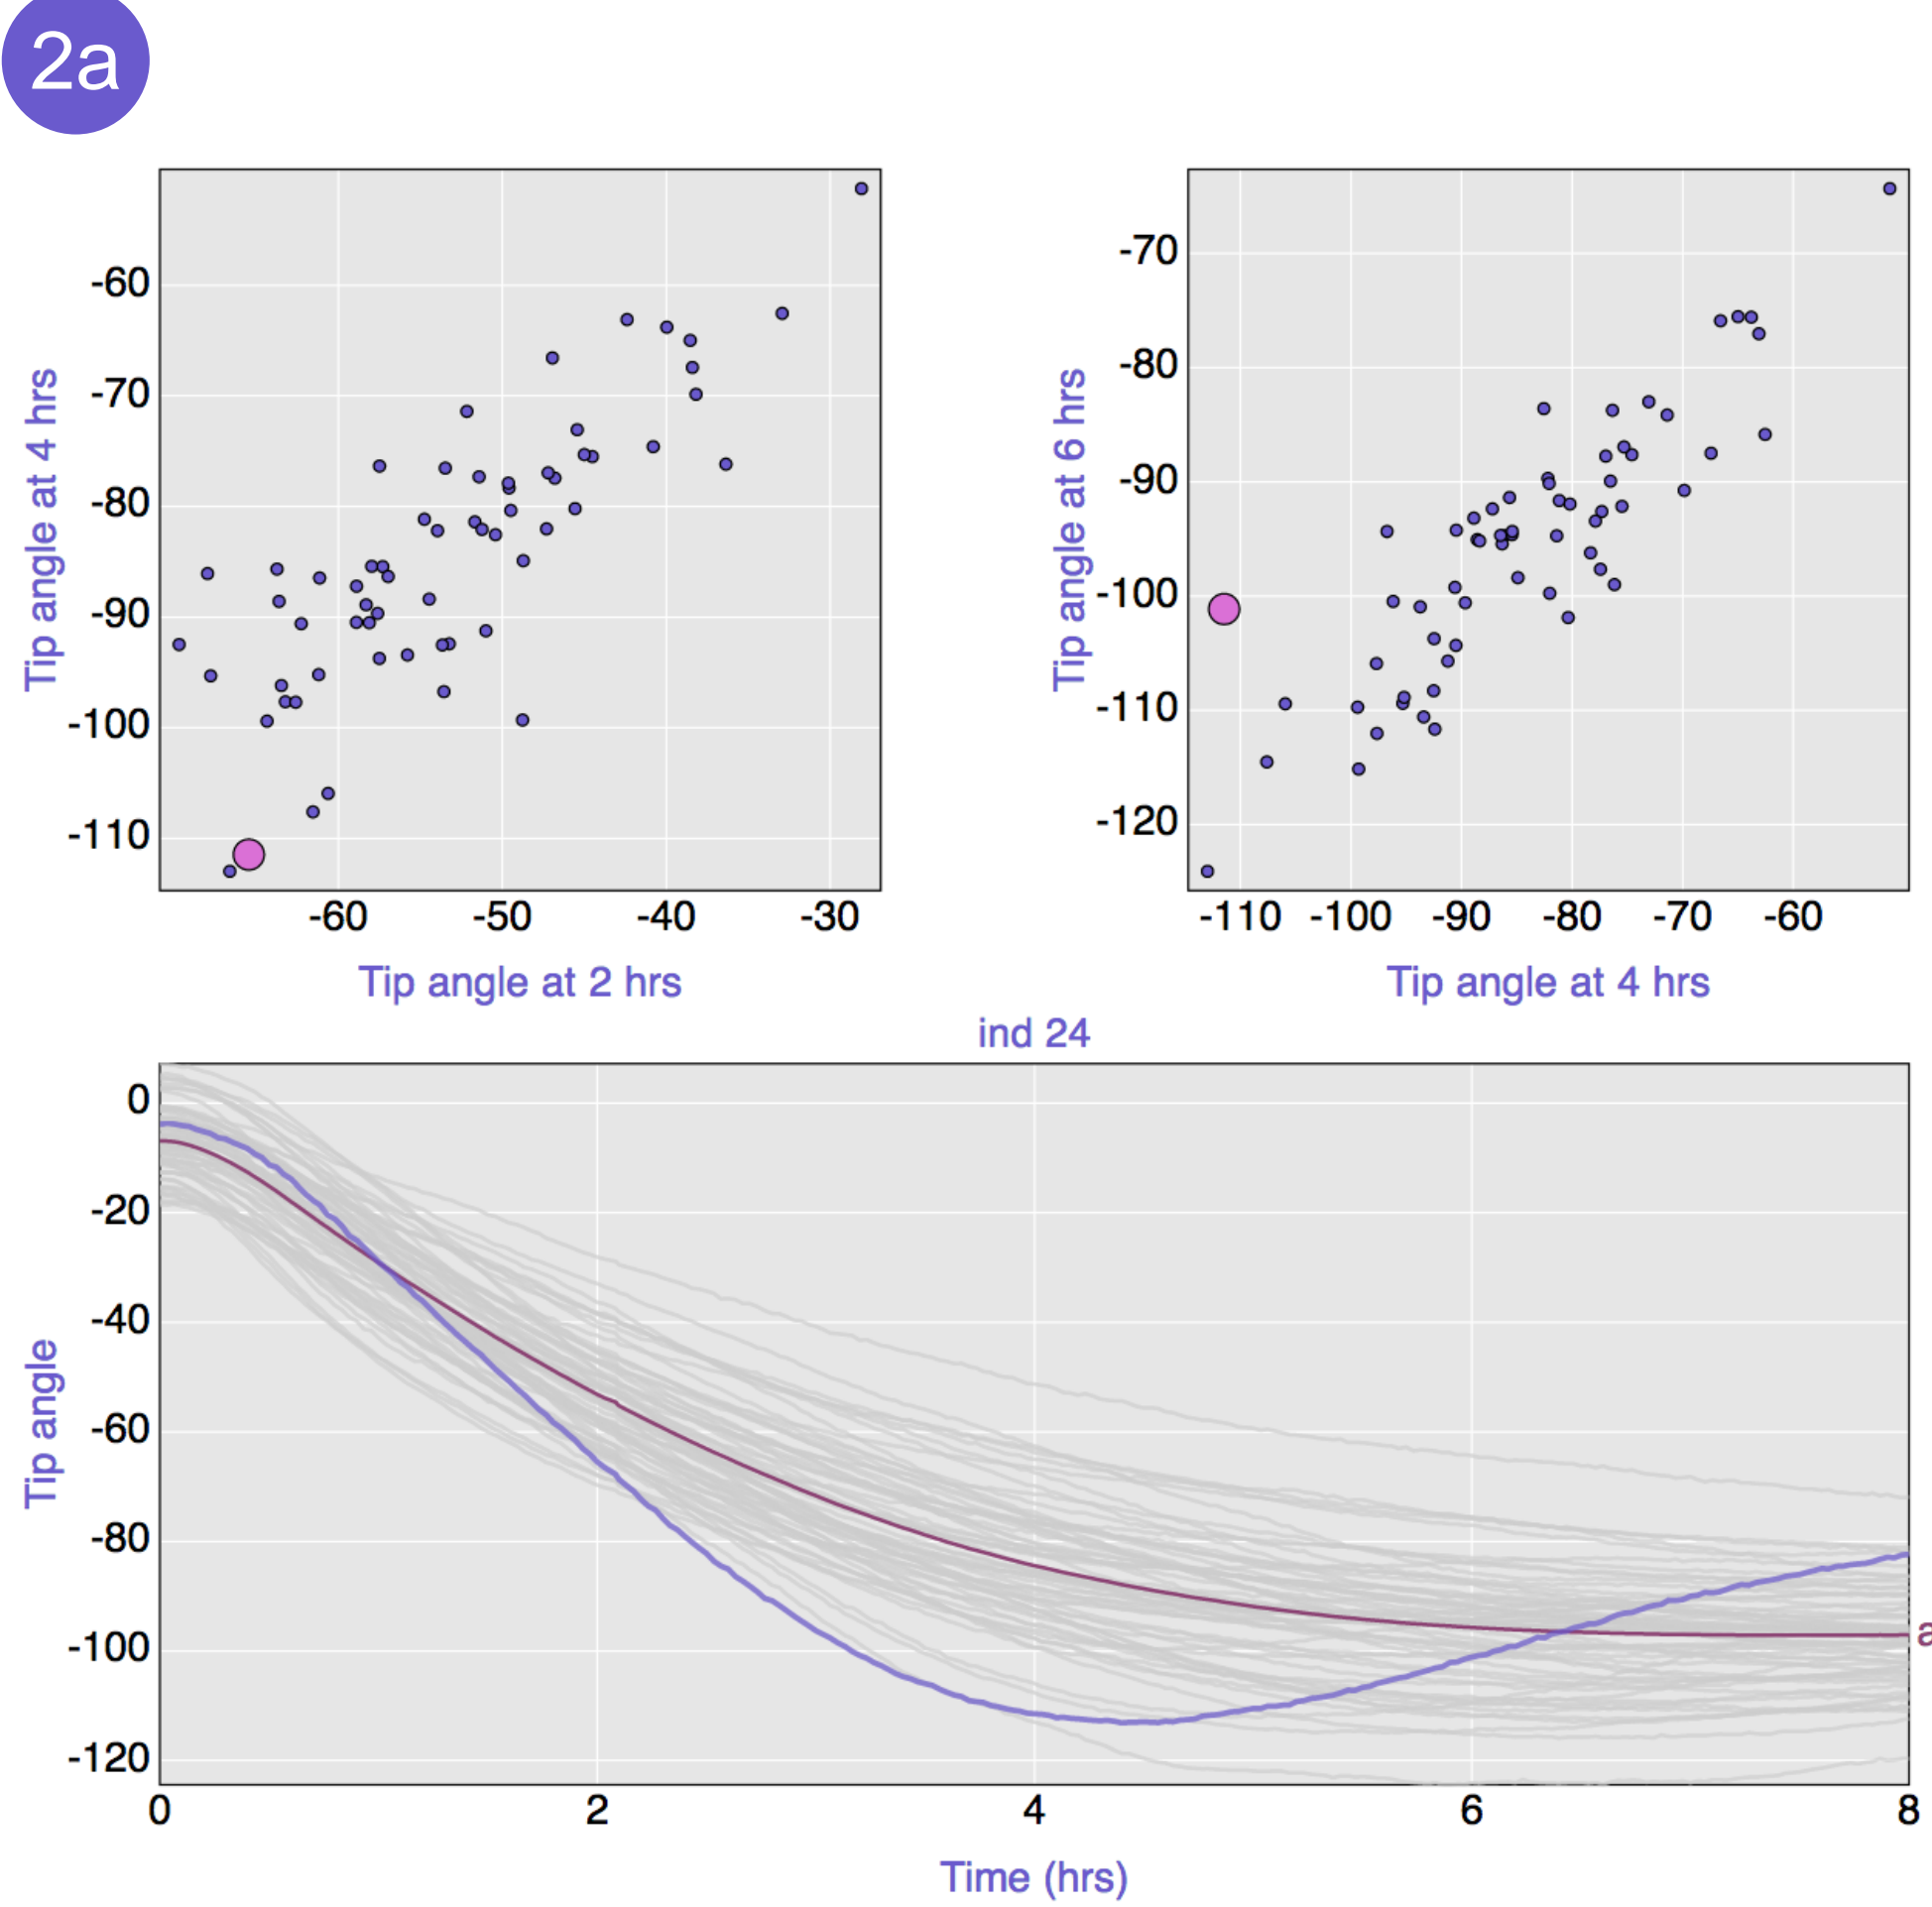 2a
-60
-70
-80
-90
-100
-110
Tip angle at 4 hrs
-60 -50 -40 -30
Tip angle at 2 hrs
-70
-80
-90
-100
-110
-120
Tip angle at 6 hrs
-110 -100 -90 -80 -70 -60
Tip angle at 4 hrs
ind 24
0
-20
-40
-60
-80
-100
-120
Tip angle
a
0 2 4 6 8
Time (hrs)